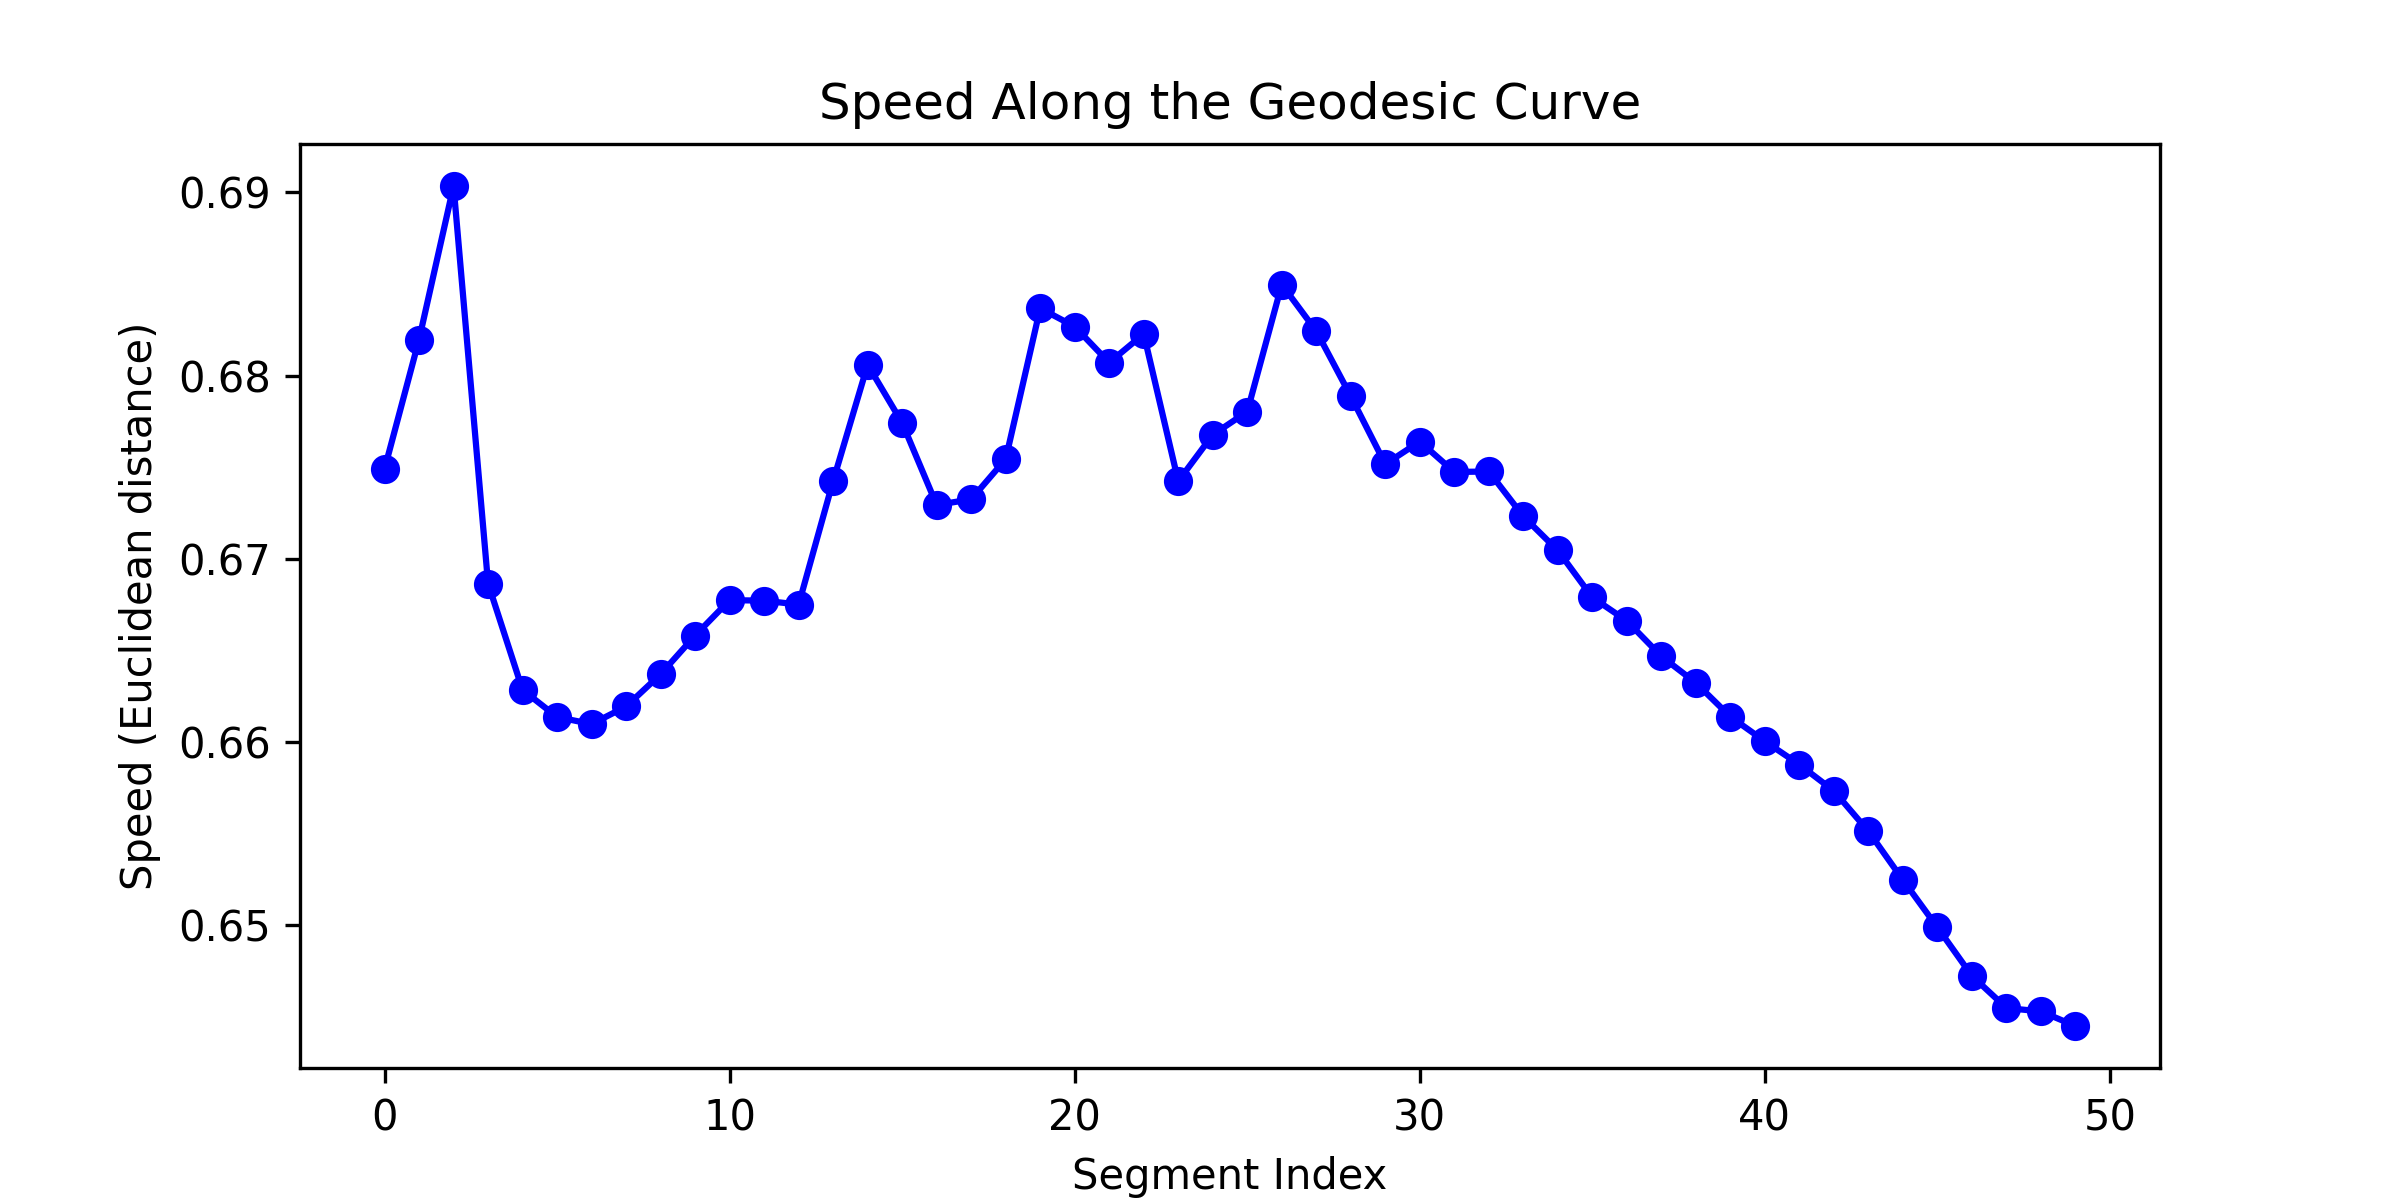 Speed Along the Geodesic Curve
Speed (Euclidean distance)
0.69
0.68
0.67
0.66
0.65
0 10 20 30 40 50
Segment Index